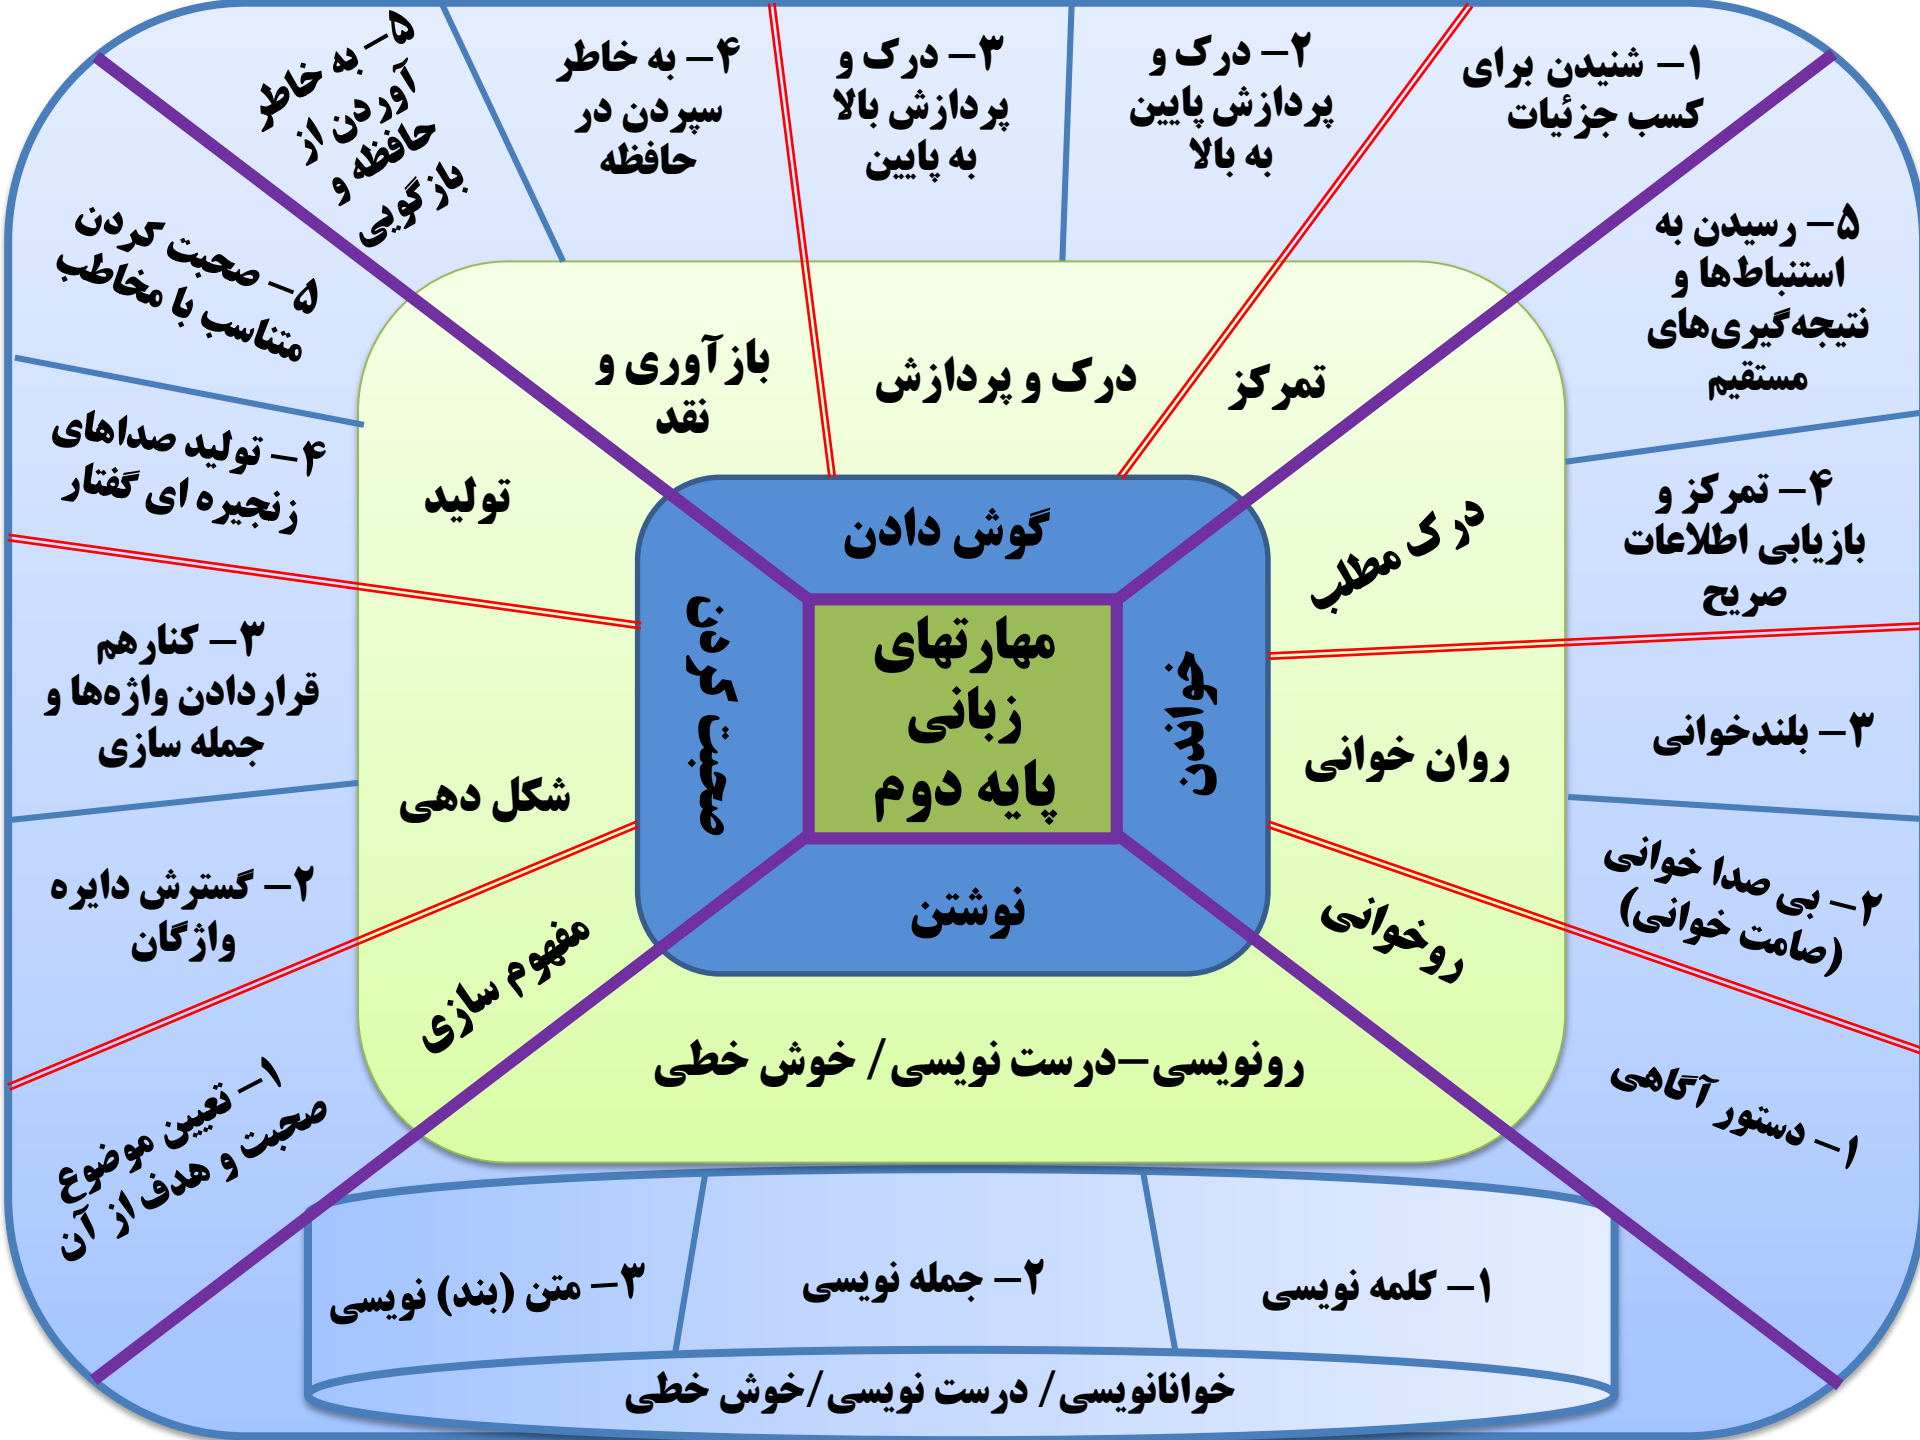 ۱– شنیدن برای
کسب جزئیات
۲– درک و
پردازش پایین
به بالا
۳– درک و
پردازش بالا
به پایین
۴– به خاطر
سپردن در
حافظه
۵– به خاطر
آوردن از
حافظه و
بازگویی
۵– رسیدن به
استنباط‌ها و
نتیجه‌گیری‌های
مستقیم
۴– تمرکز و
بازیابی اطلاعات
صریح
۳– بلندخوانی
۲– بی صدا خوانی
(صامت خوانی)
۱– دستور آگاهی
تمرکز
درک و پردازش
بازآوری و
نقد
درک مطلب
روان خوانی
روخوانی
گوش دادن
خواندن
مهارتهای
زبانی
پایه دوم
صحبت کردن
نوشتن
تولید
شکل دهی
مفهوم سازی
رونویسی–درست نویسی/ خوش خطی
۵– صحبت کردن
متناسب با مخاطب
۴– تولید صداهای
زنجیره ای گفتار
۳– کنارهم
قراردادن واژه‌ها و
جمله سازی
۲– گسترش دایره
واژگان
۱– تعیین موضوع
صحبت و هدف از آن
۱– کلمه نویسی
۲– جمله نویسی
۳– متن (بند) نویسی
خوانانویسی/ درست نویسی/خوش خطی